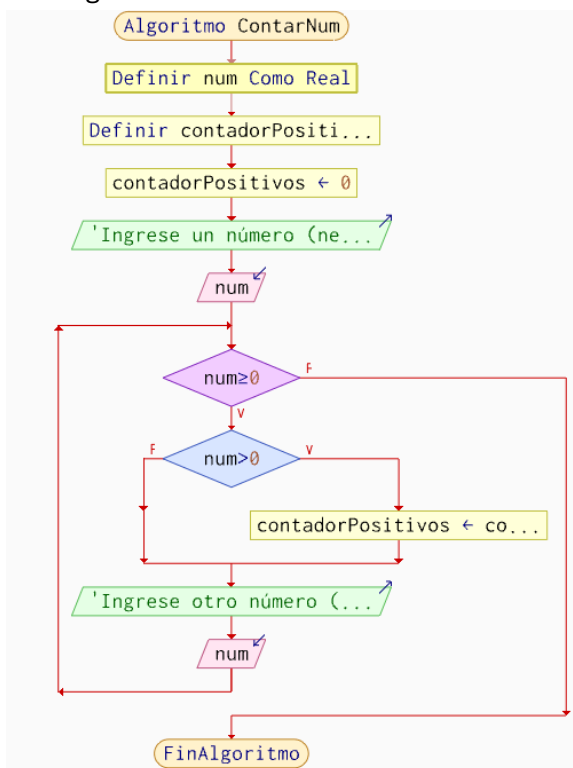 Algoritmo ContarNum
Definir num Como Real
Definir contadorPositi...
contadorPositivos ← 0
'Ingrese un número (ne...
num
num≥0
F
V
num>0
F
V
contadorPositivos ← co...
'Ingrese otro número (...
num
FinAlgoritmo